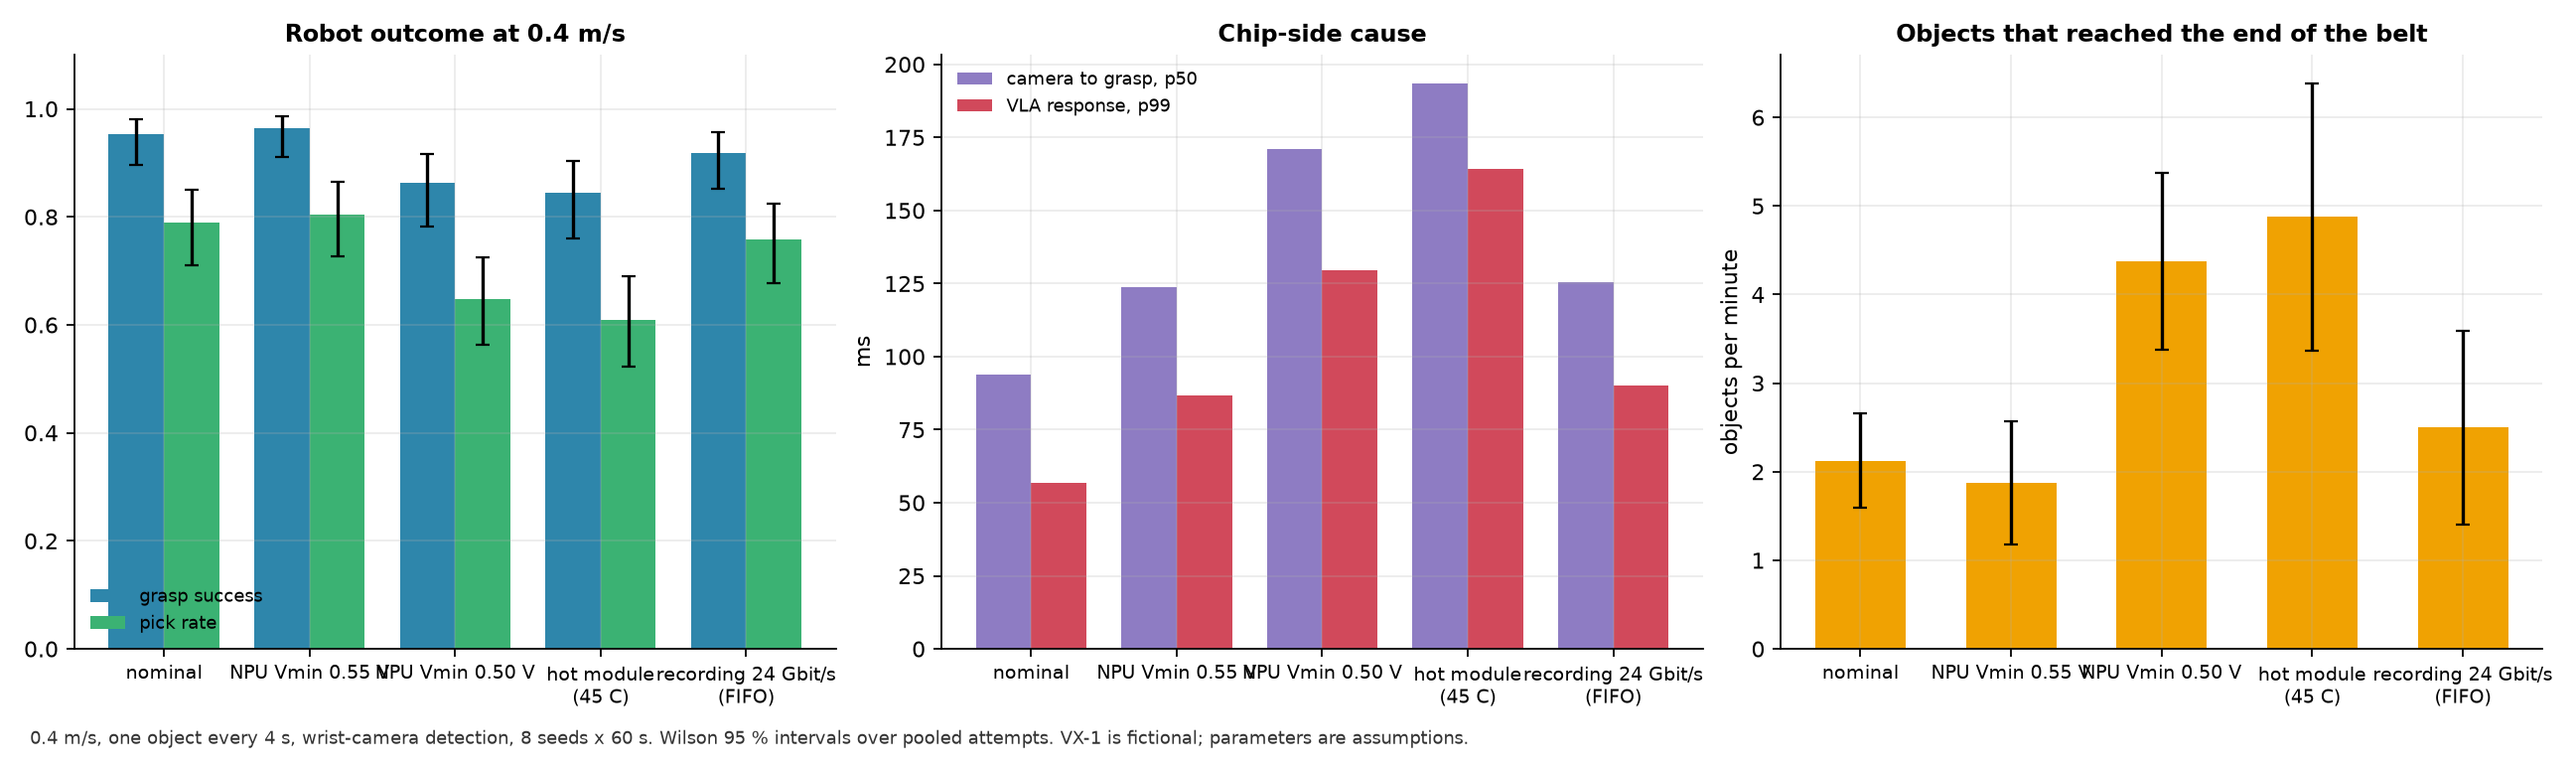 Robot outcome at 0.4 m/s
1.0
0.8
0.6
0.4
0.2
0.0
grasp success
pick rate
nominal
NPU Vmin 0.55 V
NPU Vmin 0.50 V
hot module
(45 C)
recording 24 Gbit/s
(FIFO)
Chip-side cause
ms
200
175
150
125
100
75
50
25
0
camera to grasp, p50
VLA response, p99
nominal
NPU Vmin 0.55 V
NPU Vmin 0.50 V
hot module
(45 C)
recording 24 Gbit/s
(FIFO)
Objects that reached the end of the belt
objects per minute
6
5
4
3
2
1
0
nominal
NPU Vmin 0.55 V
NPU Vmin 0.50 V
hot module
(45 C)
recording 24 Gbit/s
(FIFO)
0.4 m/s, one object every 4 s, wrist-camera detection, 8 seeds x 60 s. Wilson 95 % intervals over pooled attempts. VX-1 is fictional; parameters are assumptions.